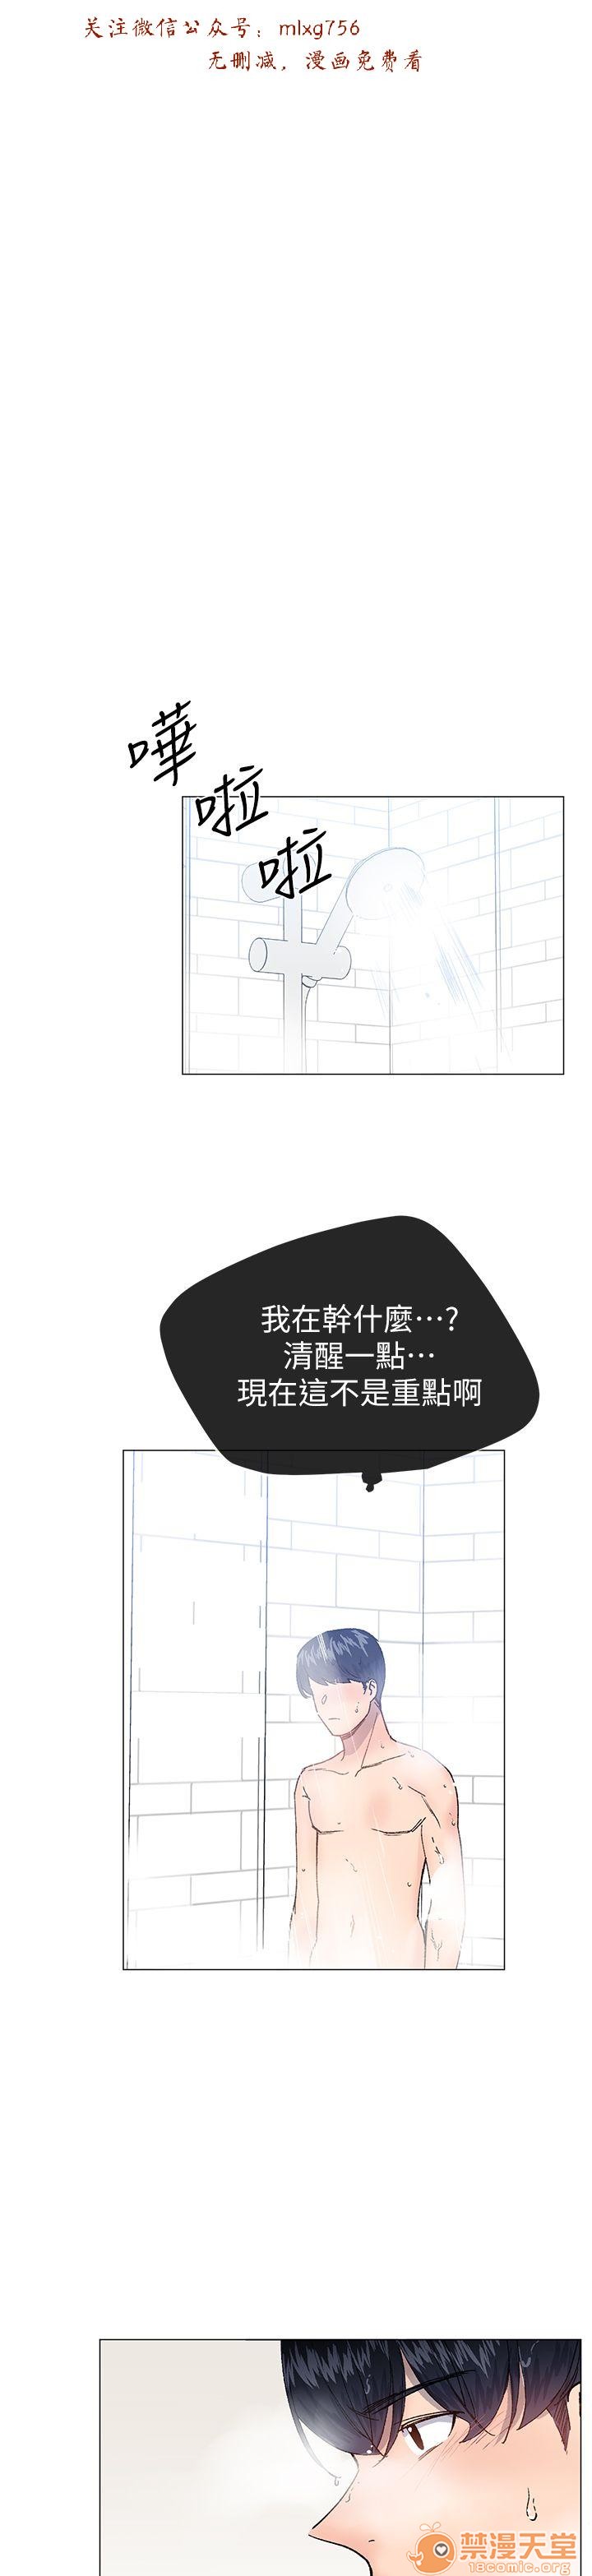 关注微信公众号：mlxg756
无删减，漫画免费看
嘩啦啦
我在幹什麼…?
清醒一點…
現在這不是重點啊
禁漫天堂
18comic.org